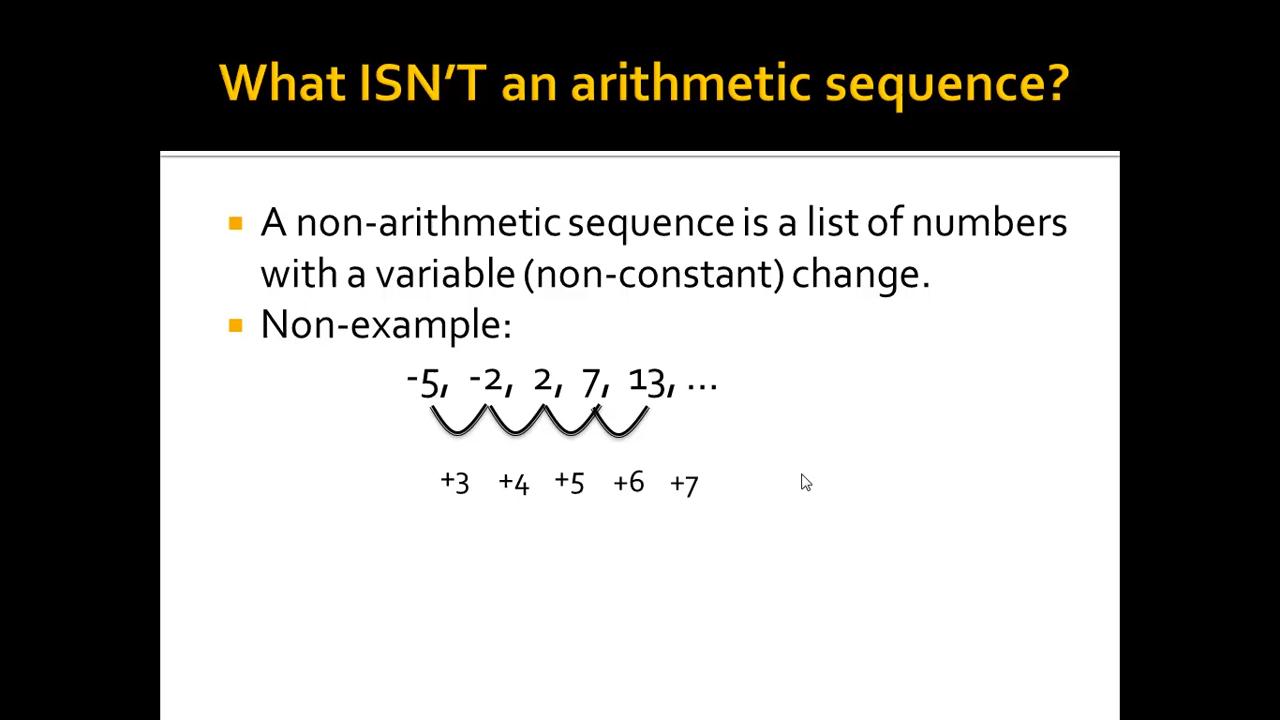 What ISN’T an arithmetic sequence?
A non-arithmetic sequence is a list of numbers
with a variable (non-constant) change.
Non-example:
-5, -2, 2, 7, 13, ...
+3 +4 +5 +6 +7